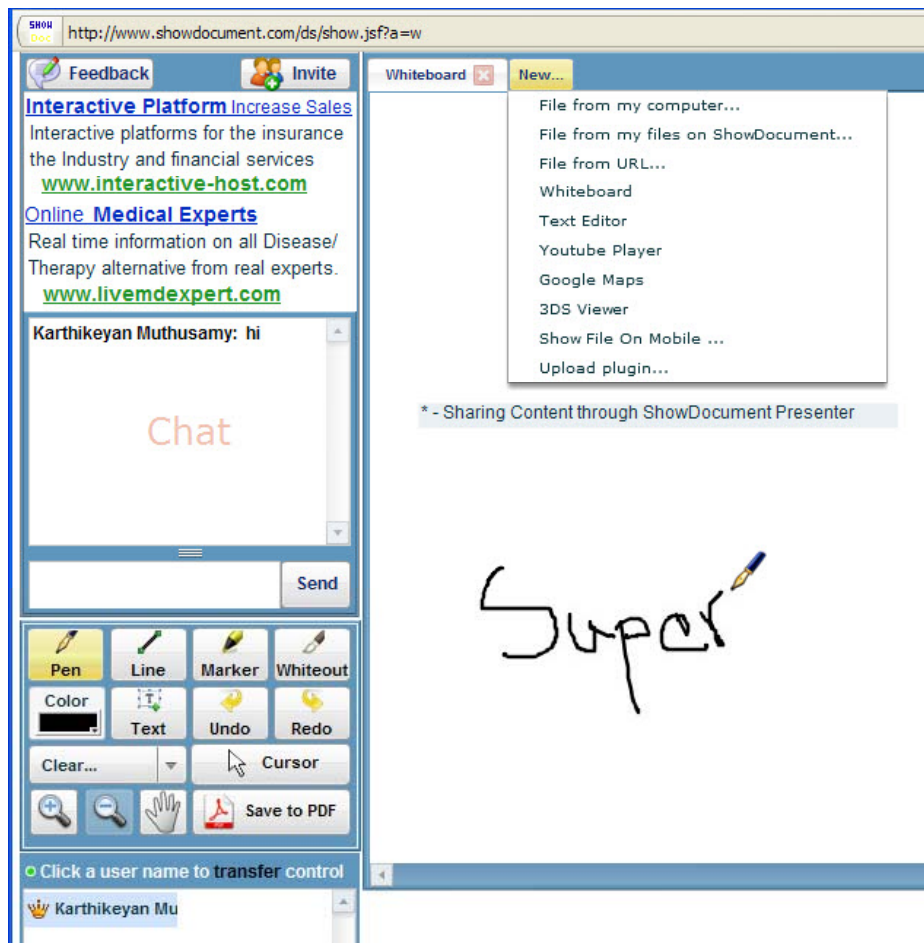 SHOW
Doc
http://www.showdocument.com/ds/show.jsf?a=w
Feedback
Invite
Interactive Platform Increase Sales
Interactive platforms for the insurance
the Industry and financial services
www.interactive-host.com
Online Medical Experts
Real time information on all Disease/
Therapy alternative from real experts.
www.livemdexpert.com
Karthikeyan Muthusamy: hi
Chat
Send
Pen
Line
Marker
Whiteout
Color
Text
Undo
Redo
Clear...
Cursor
Save to PDF
Click a user name to transfer control
Karthikeyan Mu
Whiteboard
New...
File from my computer...
File from my files on ShowDocument...
File from URL...
Whiteboard
Text Editor
Youtube Player
Google Maps
3DS Viewer
Show File On Mobile ...
Upload plugin...
* - Sharing Content through ShowDocument Presenter
Super